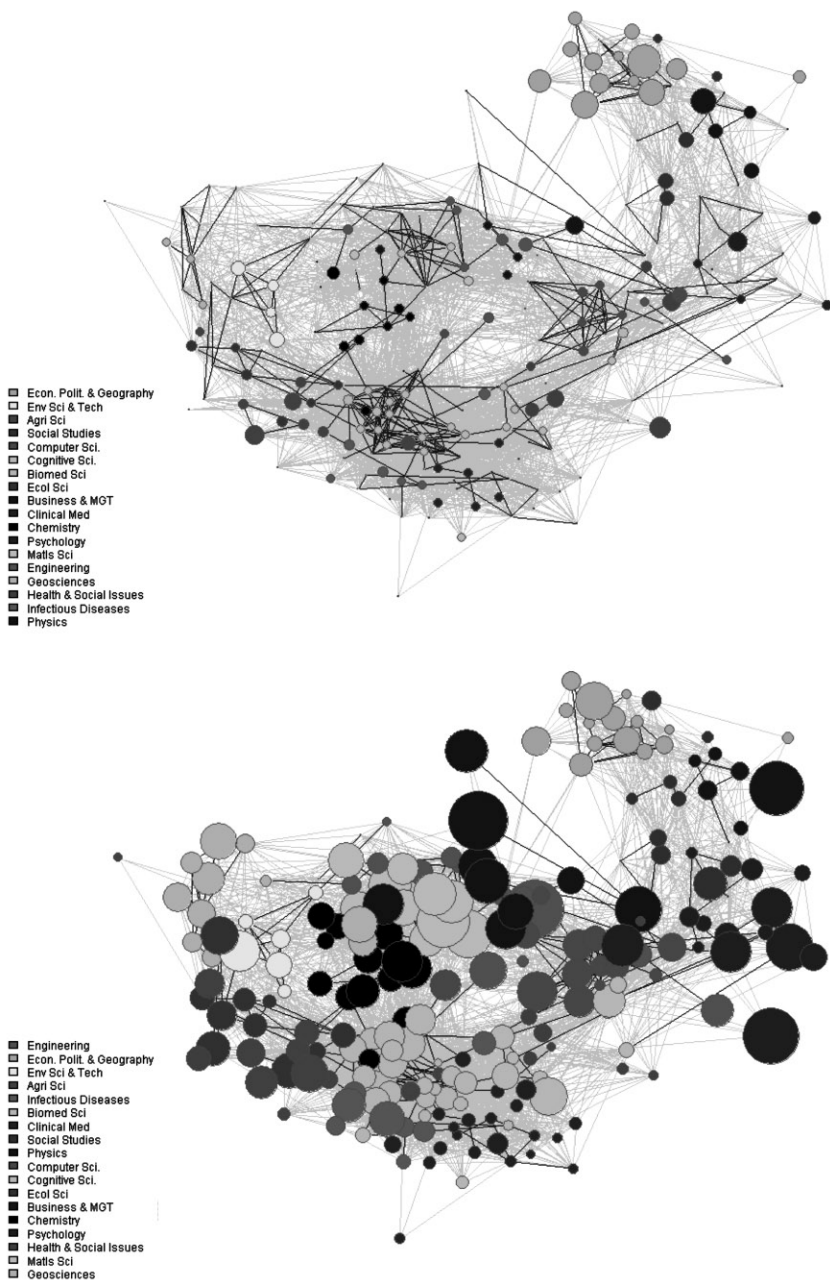 Econ. Polit. & Geography
Env Sci & Tech
Agri Sci
Social Studies
Computer Sci.
Cognitive Sci.
Biomed Sci
Ecol Sci
Business & MGT
Clinical Med
Chemistry
Psychology
Matls Sci
Engineering
Geosciences
Health & Social Issues
Infectious Diseases
Physics
Engineering
Econ. Polit. & Geography
Env Sci & Tech
Agri Sci
Infectious Diseases
Biomed Sci
Clinical Med
Social Studies
Physics
Computer Sci.
Cognitive Sci.
Ecol Sci
Business & MGT
Chemistry
Psychology
Health & Social Issues
Matls Sci
Geosciences